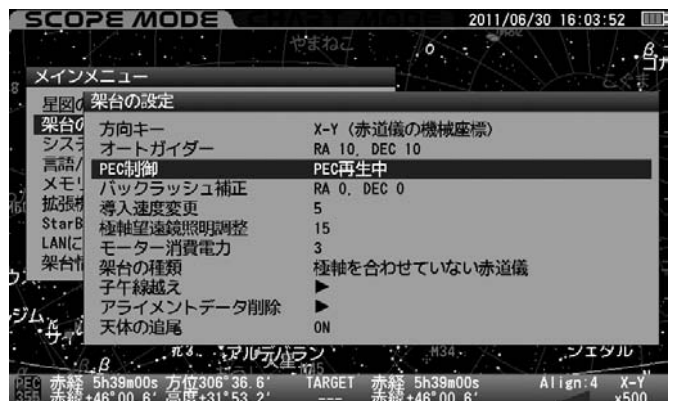 SCOPE MODE CHART MODE 2011/06/30 16:03:52
やまねこ
β
メインメニュー
架台の設定
星図の
架台の
システ
言語/
メモリ
拡張機
StarB
LANに
架台情
方向キー X-Y (赤道儀の機械座標)
オートガイダー RA 10, DEC 10
PEC制御 PEC再生中
バックラッシュ補正 RA 0, DEC 0
導入速度変更 5
極軸望遠鏡照明調整 15
モーター消費電力 3
架台の種類 極軸を合わせていない赤道儀
子午線越え ▶
アライメントデータ削除 ▶
天体の追尾 ON
アルデバラン M34
β
PEC 赤経 5h39m00s 方位306°36.6' TARGET 赤経 5h39m00s Align:4 X-Y
355 赤緯+46°00.6' 高度+31°53.2' --- 赤緯+46°00.6' x500